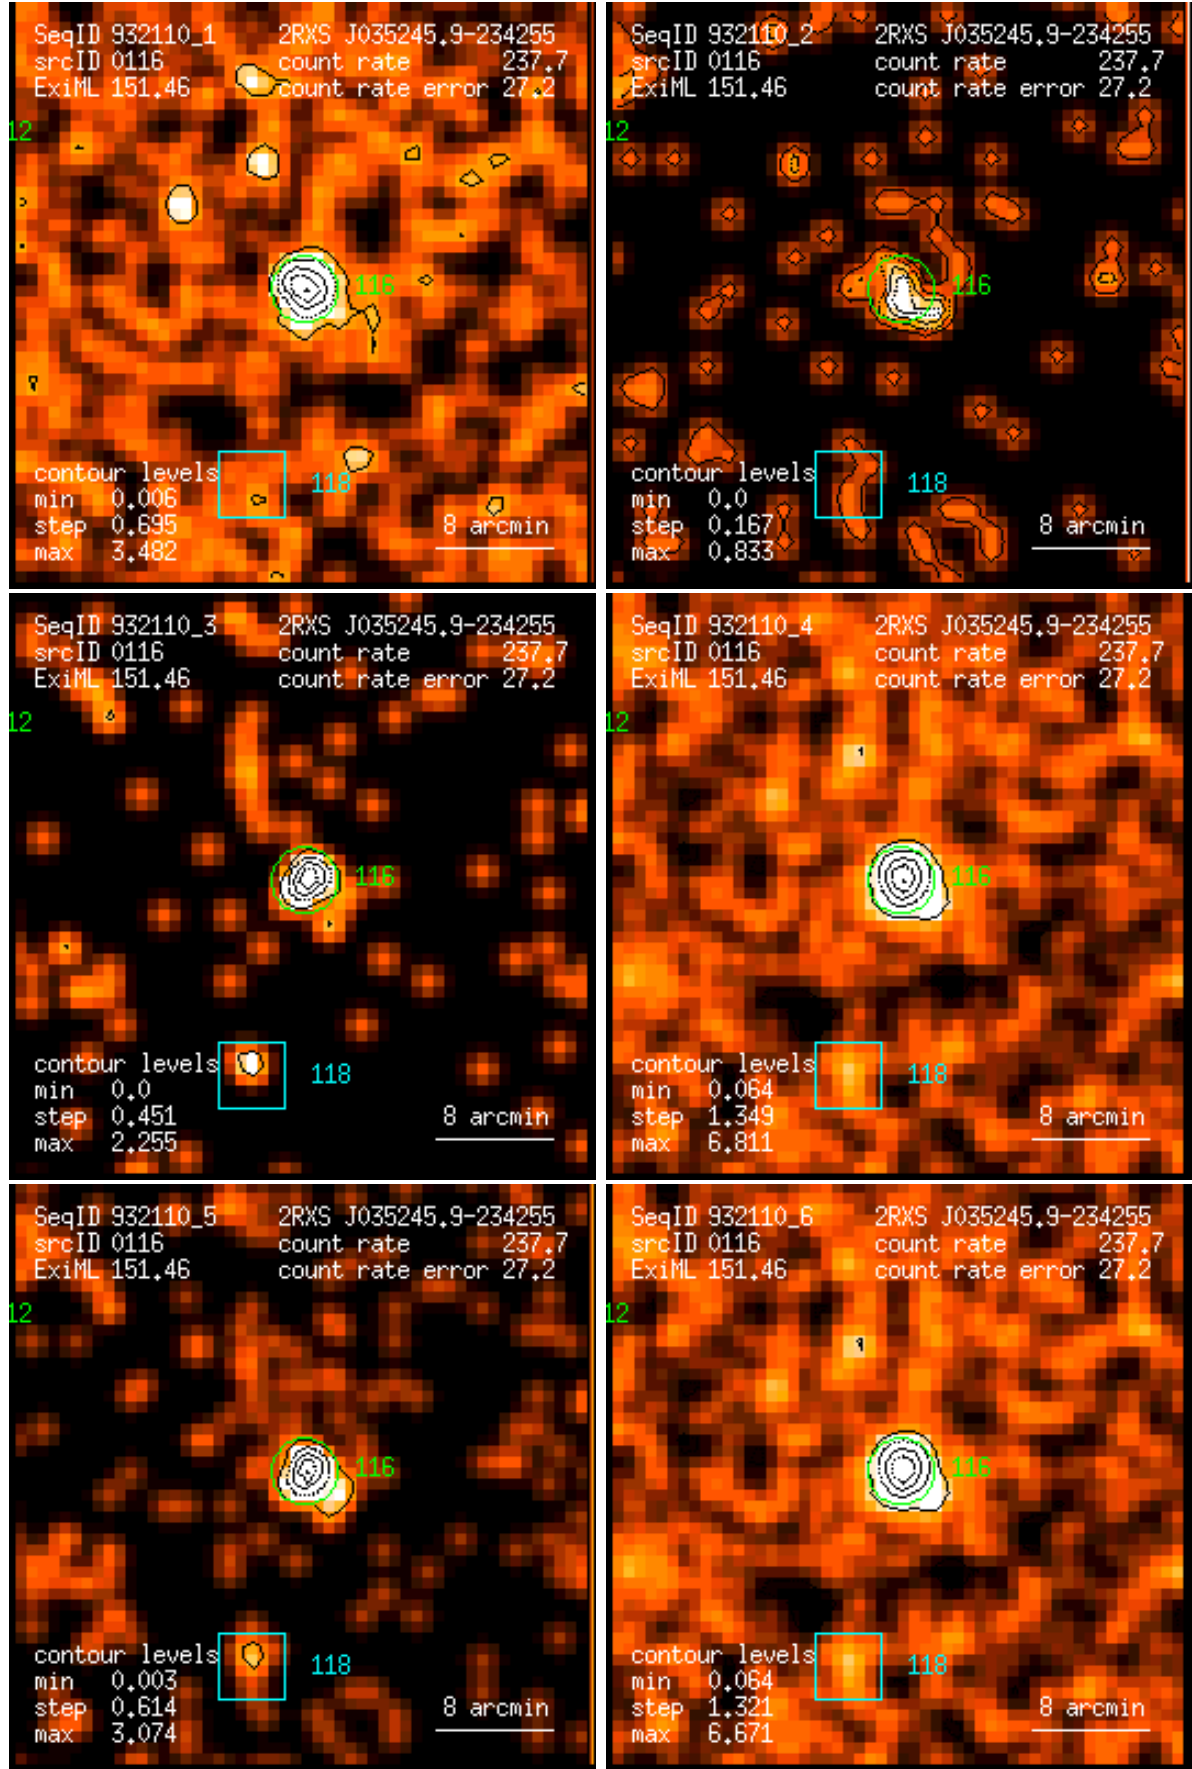 SeqID 932110_1 2RXS J035245.9-234255
srcID 0116 count rate 237.7
ExiML 151.46 count rate error 27.2
12
116
118
contour levels
min 0.006
step 0.695
max 3.482
8 arcmin
SeqID 932110_2 2RXS J035245.9-234255
srcID 0116 count rate 237.7
ExiML 151.46 count rate error 27.2
12
116
118
contour levels
min 0.0
step 0.167
max 0.833
8 arcmin
SeqID 932110_3 2RXS J035245.9-234255
srcID 0116 count rate 237.7
ExiML 151.46 count rate error 27.2
12
116
118
contour levels
min 0.0
step 0.451
max 2.255
8 arcmin
SeqID 932110_4 2RXS J035245.9-234255
srcID 0116 count rate 237.7
ExiML 151.46 count rate error 27.2
12
116
118
contour levels
min 0.064
step 1.349
max 6.811
8 arcmin
SeqID 932110_5 2RXS J035245.9-234255
srcID 0116 count rate 237.7
ExiML 151.46 count rate error 27.2
12
116
118
contour levels
min 0.003
step 0.614
max 3.074
8 arcmin
SeqID 932110_6 2RXS J035245.9-234255
srcID 0116 count rate 237.7
ExiML 151.46 count rate error 27.2
12
116
118
contour levels
min 0.064
step 1.321
max 6.671
8 arcmin